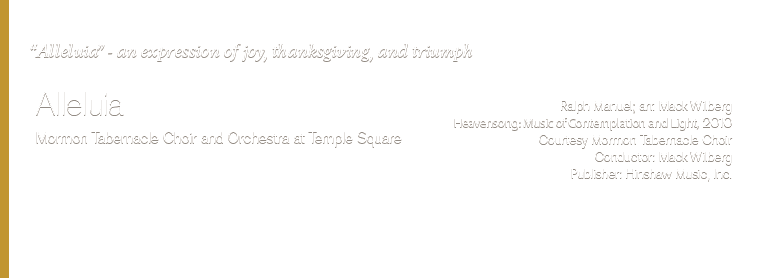 "Alleluia" - an expression of joy, thanksgiving, and triumph
Alleluia
Mormon Tabernacle Choir and Orchestra at Temple Square
Ralph Manuel; arr. Mack Wilberg
Heavensong: Music of Contemplation and Light, 2010
Courtesy Mormon Tabernacle Choir
Conductor: Mack Wilberg
Publisher: Hinshaw Music, Inc.